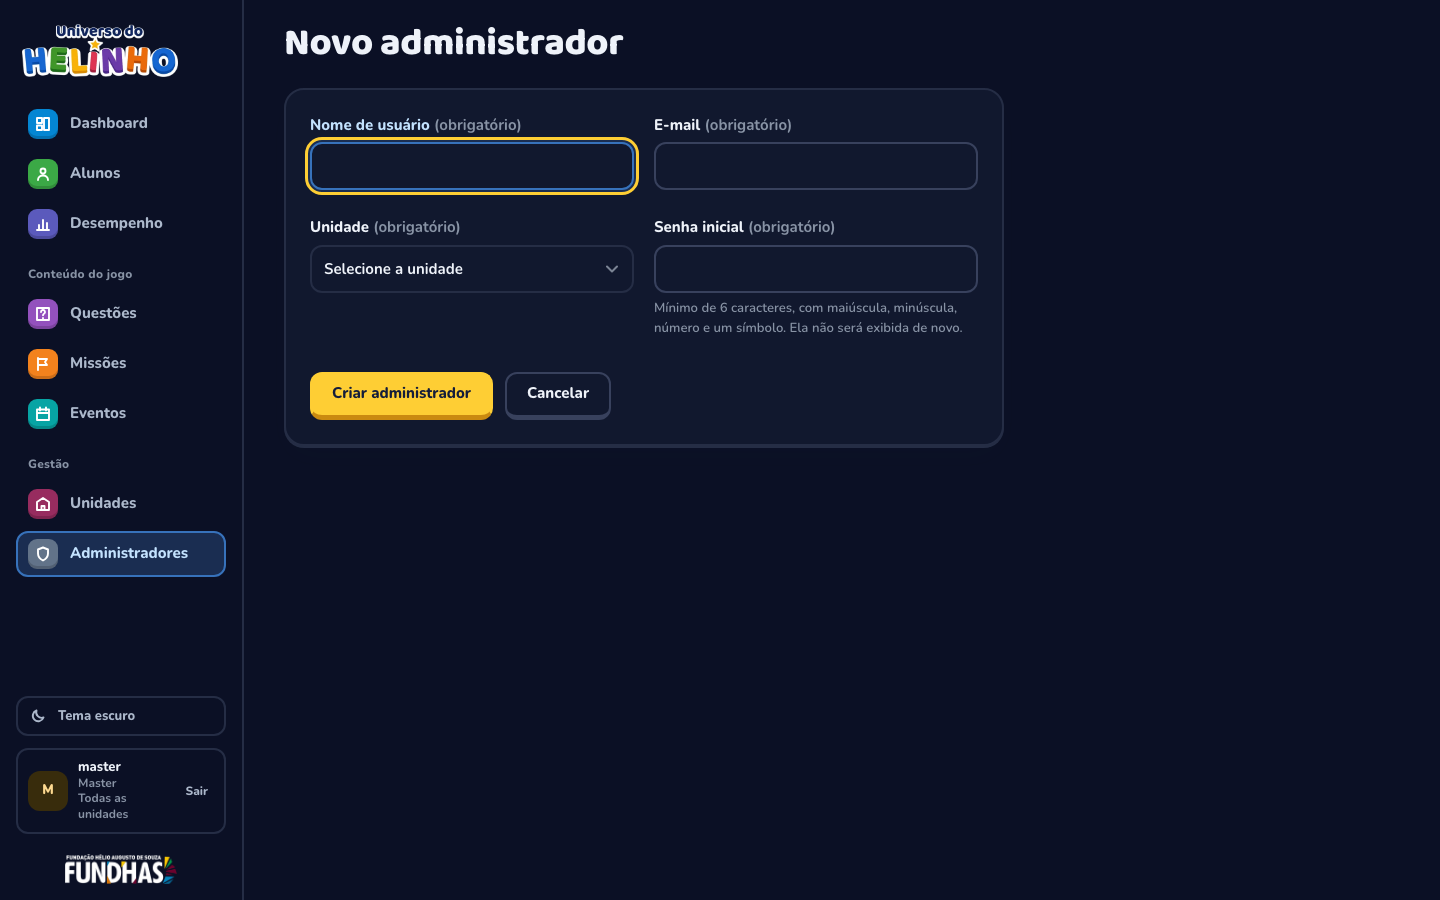 Universo do
HELINHO
Dashboard
Alunos
Desempenho
Conteúdo do jogo
Questões
Missões
Eventos
Gestão
Unidades
Administradores
Tema escuro
M
master
Master
Todas as
unidades
Sair
FUNDAÇÃO HÉLIO AUGUSTO DE SOUZA
FUNDHAS
Novo administrador
Nome de usuário (obrigatório)
E-mail (obrigatório)
Unidade (obrigatório)
Selecione a unidade
Senha inicial (obrigatório)
Mínimo de 6 caracteres, com maiúscula, minúscula,
número e um símbolo. Ela não será exibida de novo.
Criar administrador
Cancelar